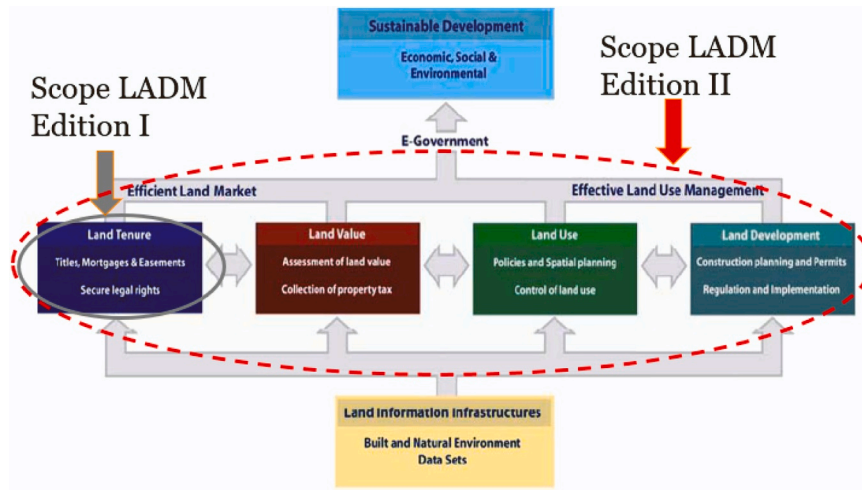 Sustainable Development
Economic, Social &
Environmental
Scope LADM
Edition II
Scope LADM
Edition I
E-Government
Efficient Land Market
Effective Land Use Management
Land Tenure
Titles, Mortgages & Easements
Secure legal rights
Land Value
Assessment of land value
Collection of property tax
Land Use
Policies and Spatial planning
Control of land use
Land Development
Construction planning and Permits
Regulation and Implementation
Land Information Infrastructures
Built and Natural Environment
Data Sets